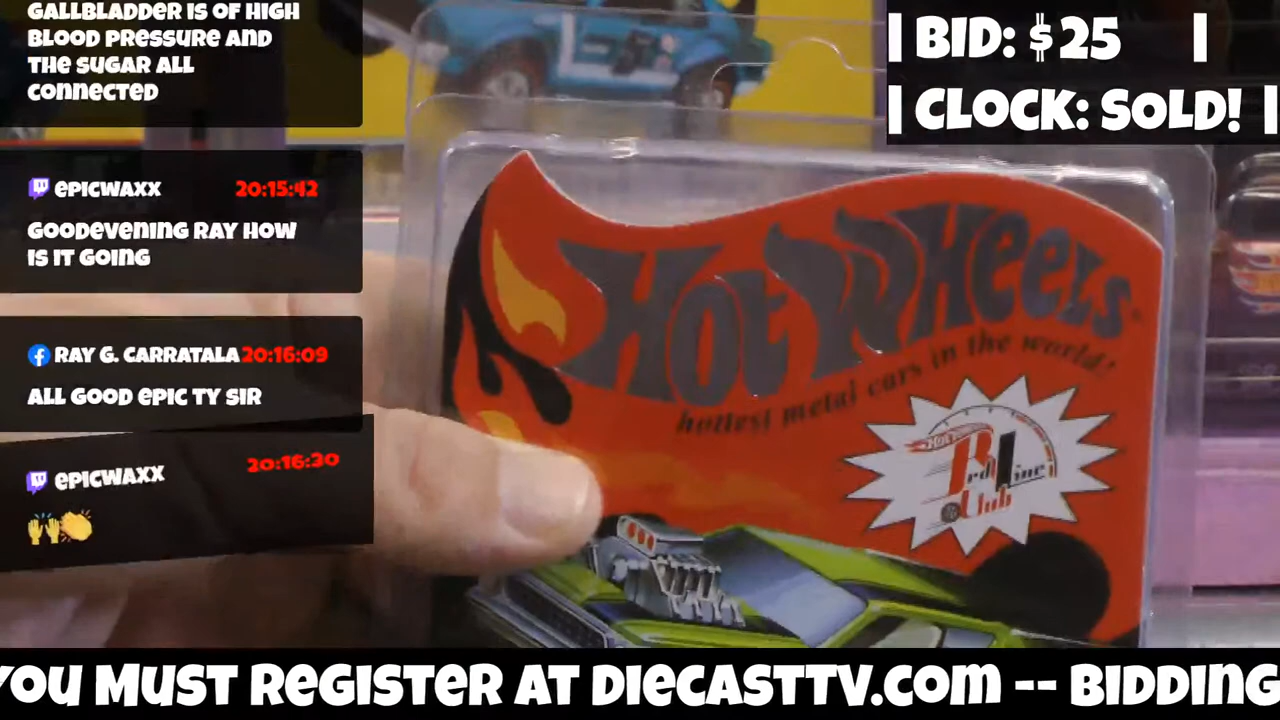 GALLBLADDER IS OF HIGH
BLOOD PRESSURE AND
THE SUGAR ALL
CONNECTED
EPICWAXX 20:15:42
GOODEVENING RAY HOW
IS IT GOING
RAY G. CARRATALA 20:16:09
ALL GOOD EPIC TY SIR
EPICWAXX 20:16:20
| BID: $25 |
| CLOCK: SOLD! |
Hot Wheels
hottest metal cars in the world!
Hot
Red Line
Club
YOU MUST REGISTER AT DIECASTTV.COM -- BIDDING